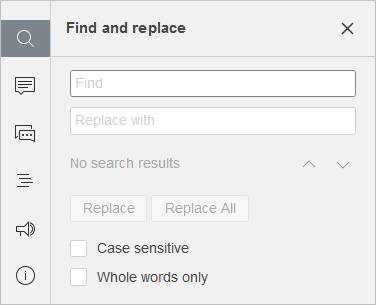 Find and replace
Find
Replace with
No search results
Replace
Replace All
Case sensitive
Whole words only